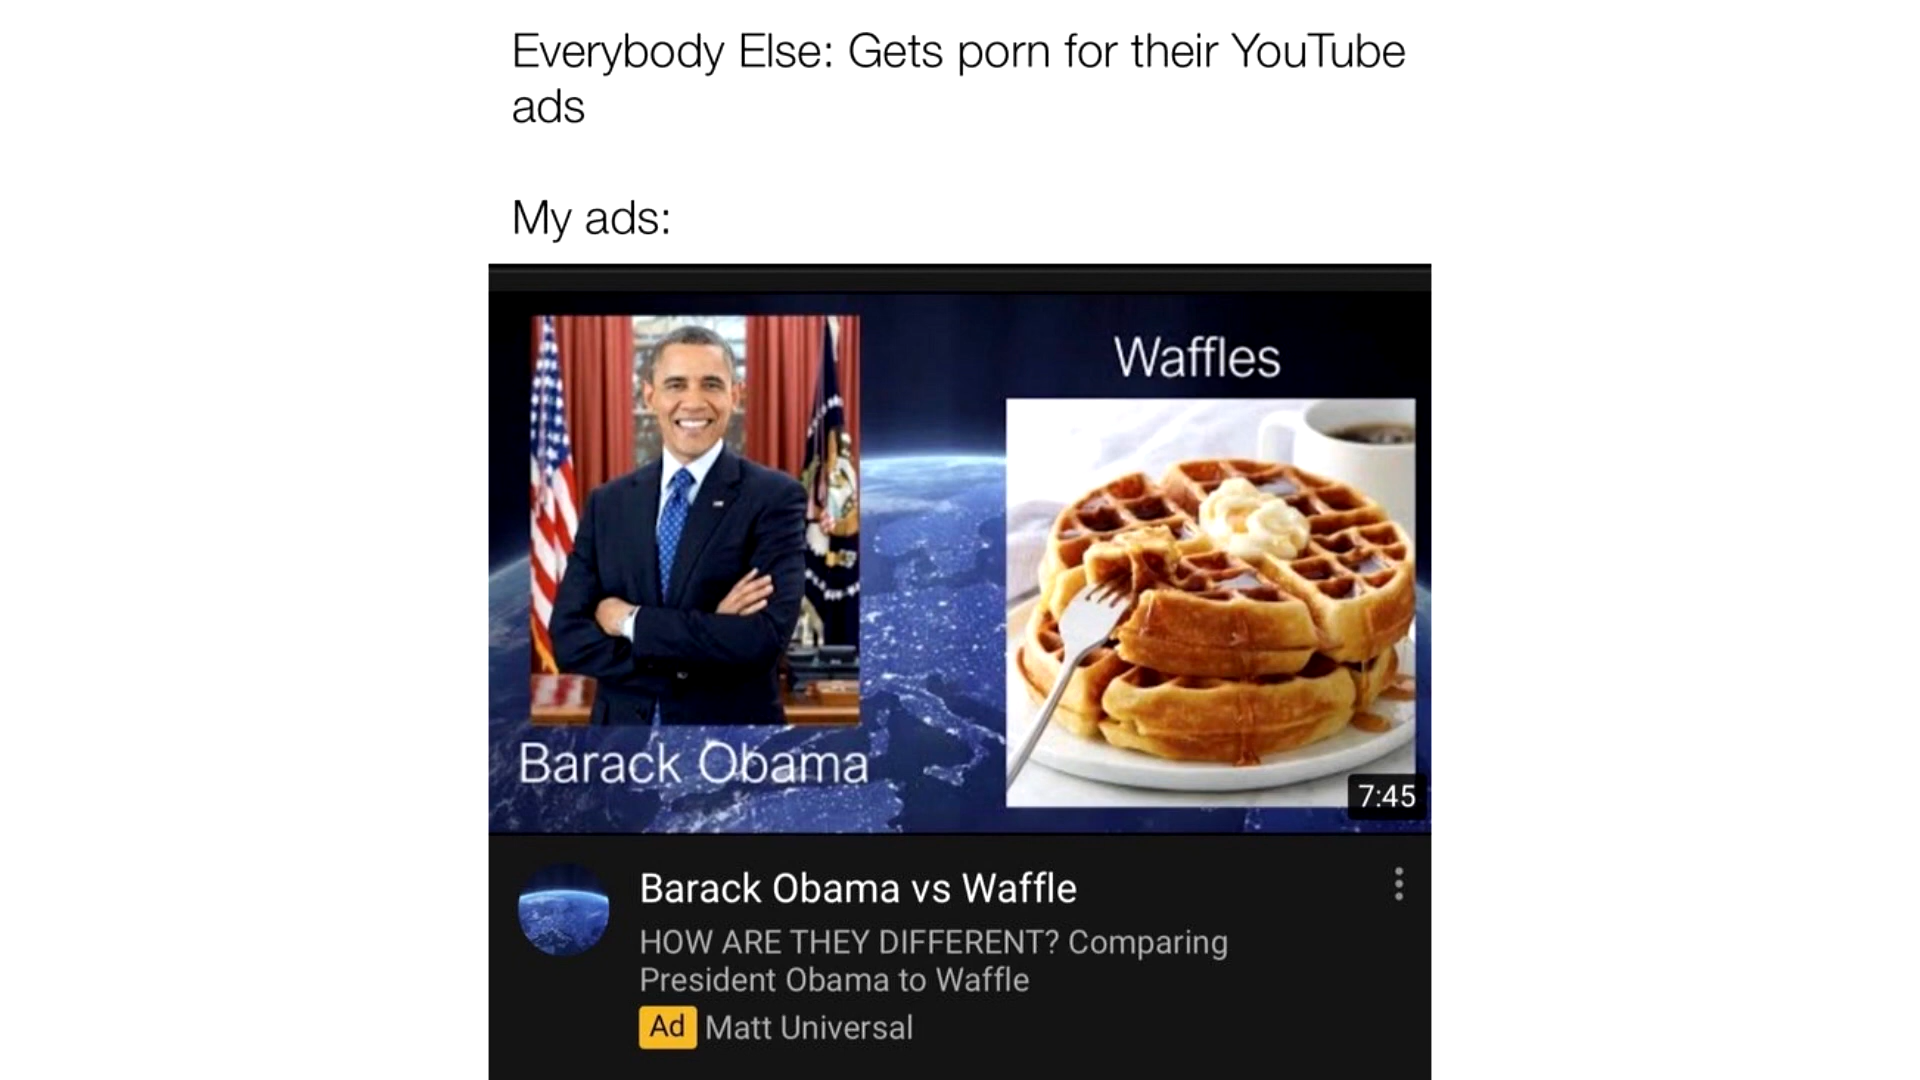 Everybody Else: Gets porn for their YouTube
ads
My ads:
Waffles
Barack Obama
7:45
Barack Obama vs Waffle
HOW ARE THEY DIFFERENT? Comparing
President Obama to Waffle
Ad Matt Universal